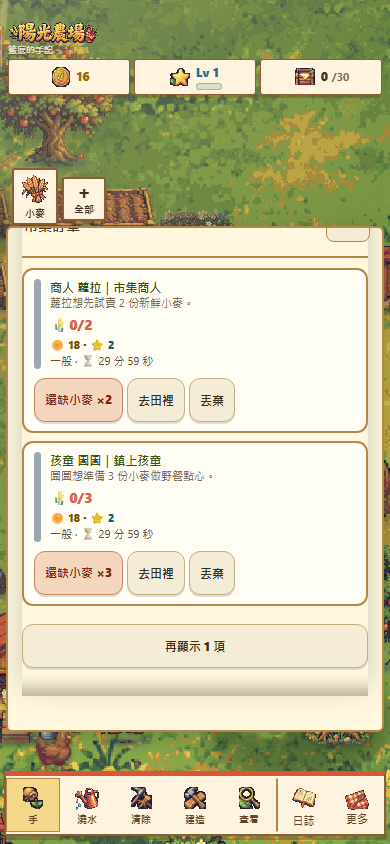 陽光農場
籃底的手記
16
Lv 1
0 /30
小麥
+
全部
市集訂單
商人 蘿拉 | 市集商人
蘿拉想先試賣 2 份新鮮小麥。
0/2
18 · 2
一般 · 29 分 59 秒
還缺小麥 ×2
去田裡
丟棄
孩童 圓圓 | 鎮上孩童
圓圓想準備 3 份小麥做野餐點心。
0/3
18 · 2
一般 · 29 分 59 秒
還缺小麥 ×3
去田裡
丟棄
再顯示 1 項
手
澆水
清除
建造
查看
日誌
更多